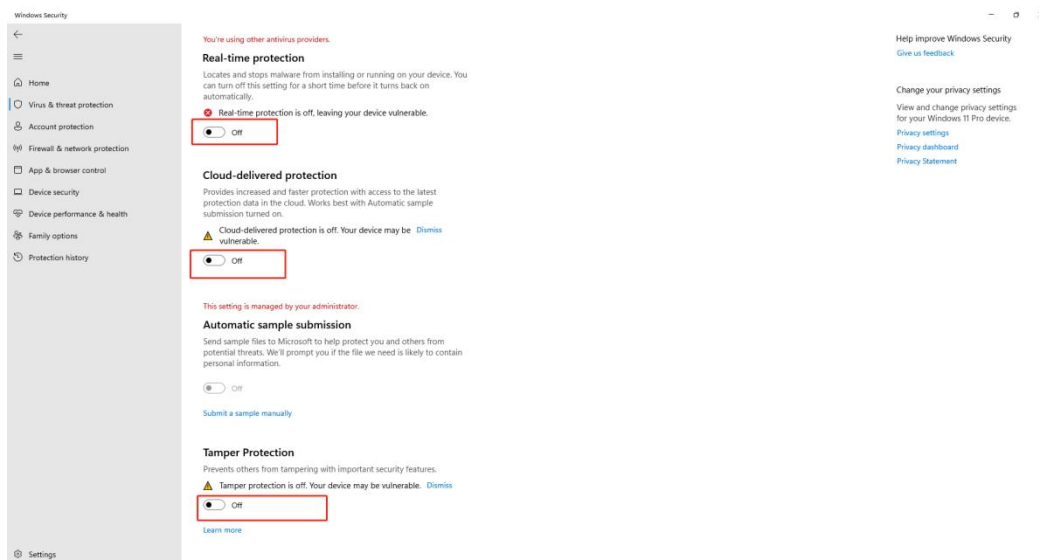 Windows Security
Home
Virus & threat protection
Account protection
Firewall & network protection
App & browser control
Device security
Device performance & health
Family options
Protection history
Settings
You're using other antivirus providers.
Real-time protection
Locates and stops malware from installing or running on your device. You
can turn off this setting for a short time before it turns back on
automatically.
Real-time protection is off, leaving your device vulnerable.
Off
Cloud-delivered protection
Provides increased and faster protection with access to the latest
protection data in the cloud. Works best with Automatic sample
submission turned on.
Cloud-delivered protection is off. Your device may be Dismiss
vulnerable.
Off
This setting is managed by your administrator.
Automatic sample submission
Send sample files to Microsoft to help protect you and others from
potential threats. We'll prompt you if the file we need is likely to contain
personal information.
Off
Submit a sample manually
Tamper Protection
Prevents others from tampering with important security features.
Tamper protection is off. Your device may be vulnerable. Dismiss
Off
Learn more
Help improve Windows Security
Give us feedback
Change your privacy settings
View and change privacy settings
for your Windows 11 Pro device.
Privacy settings
Privacy dashboard
Privacy Statement